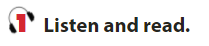 1 Listen and read.